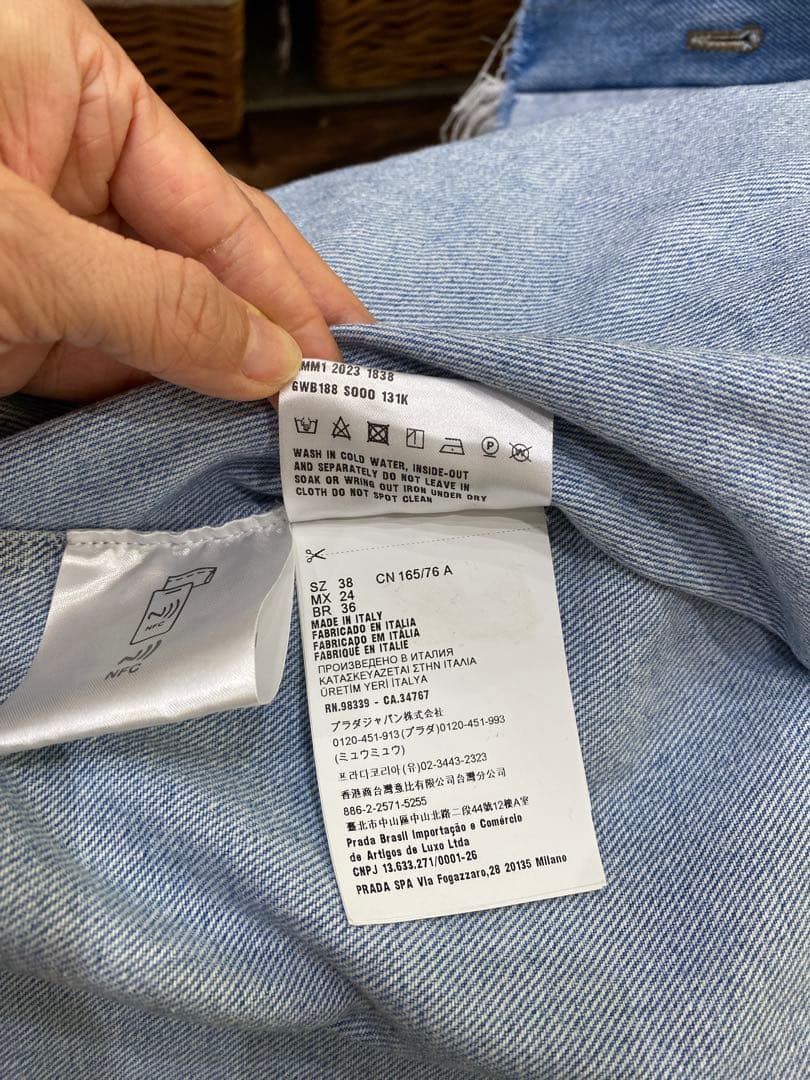 MM1 2023 1838
GWB188 S000 131K
WASH IN COLD WATER, INSIDE-OUT
AND SEPARATELY DO NOT LEAVE IN
SOAK OR WRING OUT IRON UNDER DRY
CLOTH DO NOT SPOT CLEAN
P
W
SZ 38 CN 165/76 A
MX 24
BR 36
MADE IN ITALY
FABRICADO EN ITALIA
FABRICADO EM ITÁLIA
FABRIQUÉ EN ITALIE
ПРОИЗВЕДЕНО В ИТАЛИЯ
ΚΑΤΑΣΚΕΥΑΖΕΤΑΙ ΣΤΗΝ ΙΤΑΛΙΑ
ÜRETİM YERİ İTALYA
RN.98339 - CA.34767
プラダジャパン株式会社
0120-451-913(プラダ)0120-451-993
(ミュウミュウ)
프라다코리아(유)02-3443-2323
香港商台灣壺比有限公司台灣分公司
886-2-2571-5255
臺北市中山區中山北路二段44號12樓A室
Prada Brasil Importação e Comércio
de Artigos de Luxo Ltda
CNPJ 13.633.271/0001-26
PRADA SPA Via Fogazzaro,28 20135 Milano
NFC
NFC